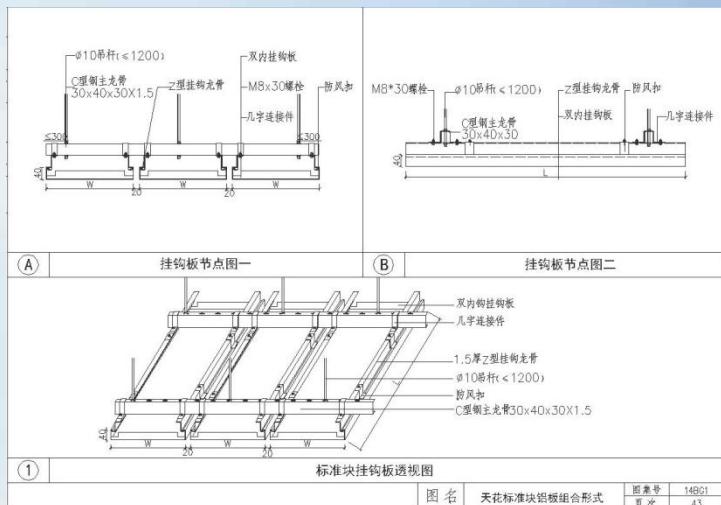 ø10吊杆(≤1200)
双内挂钩板
C型钢主龙骨
30x40x30X1.5
Z型挂钩龙骨
M8x30螺栓
防风扣
几字连接件
≤300
≤300
40
W
W
W
20
20
A
挂钩板节点图一
M8*30螺栓
ø10吊杆(≤1200)
Z型挂钩龙骨
防风扣
C型钢主龙骨
30x40x30
双内挂钩板
几字连接件
40
L
B
挂钩板节点图二
双内钩挂钩板
几字连接件
1.5厚Z型挂钩龙骨
ø10吊杆(≤1200)
防风扣
C型钢主龙骨30x40x30X1.5
L
40
W
W
W
20
20
1
标准块挂钩板透视图
图名
天花标准块铝板组合形式
图集号
14BG1
页次
43